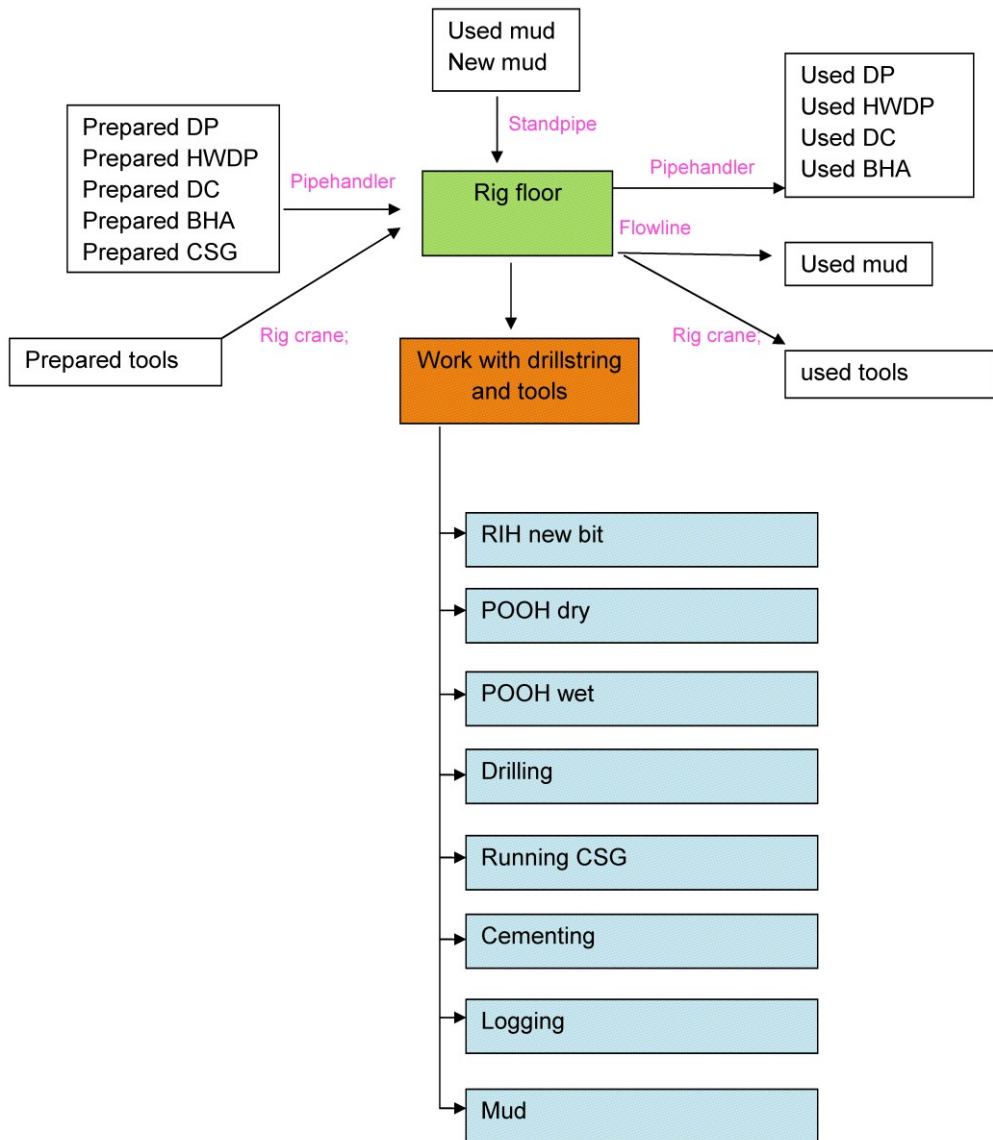 Used mud
New mud
Standpipe
Prepared DP
Prepared HWDP
Prepared DC
Prepared BHA
Prepared CSG
Pipehandler
Rig floor
Pipehandler
Used DP
Used HWDP
Used DC
Used BHA
Flowline
Used mud
Prepared tools
Rig crane;
Rig crane;
used tools
Work with drillstring
and tools
RIH new bit
POOH dry
POOH wet
Drilling
Running CSG
Cementing
Logging
Mud